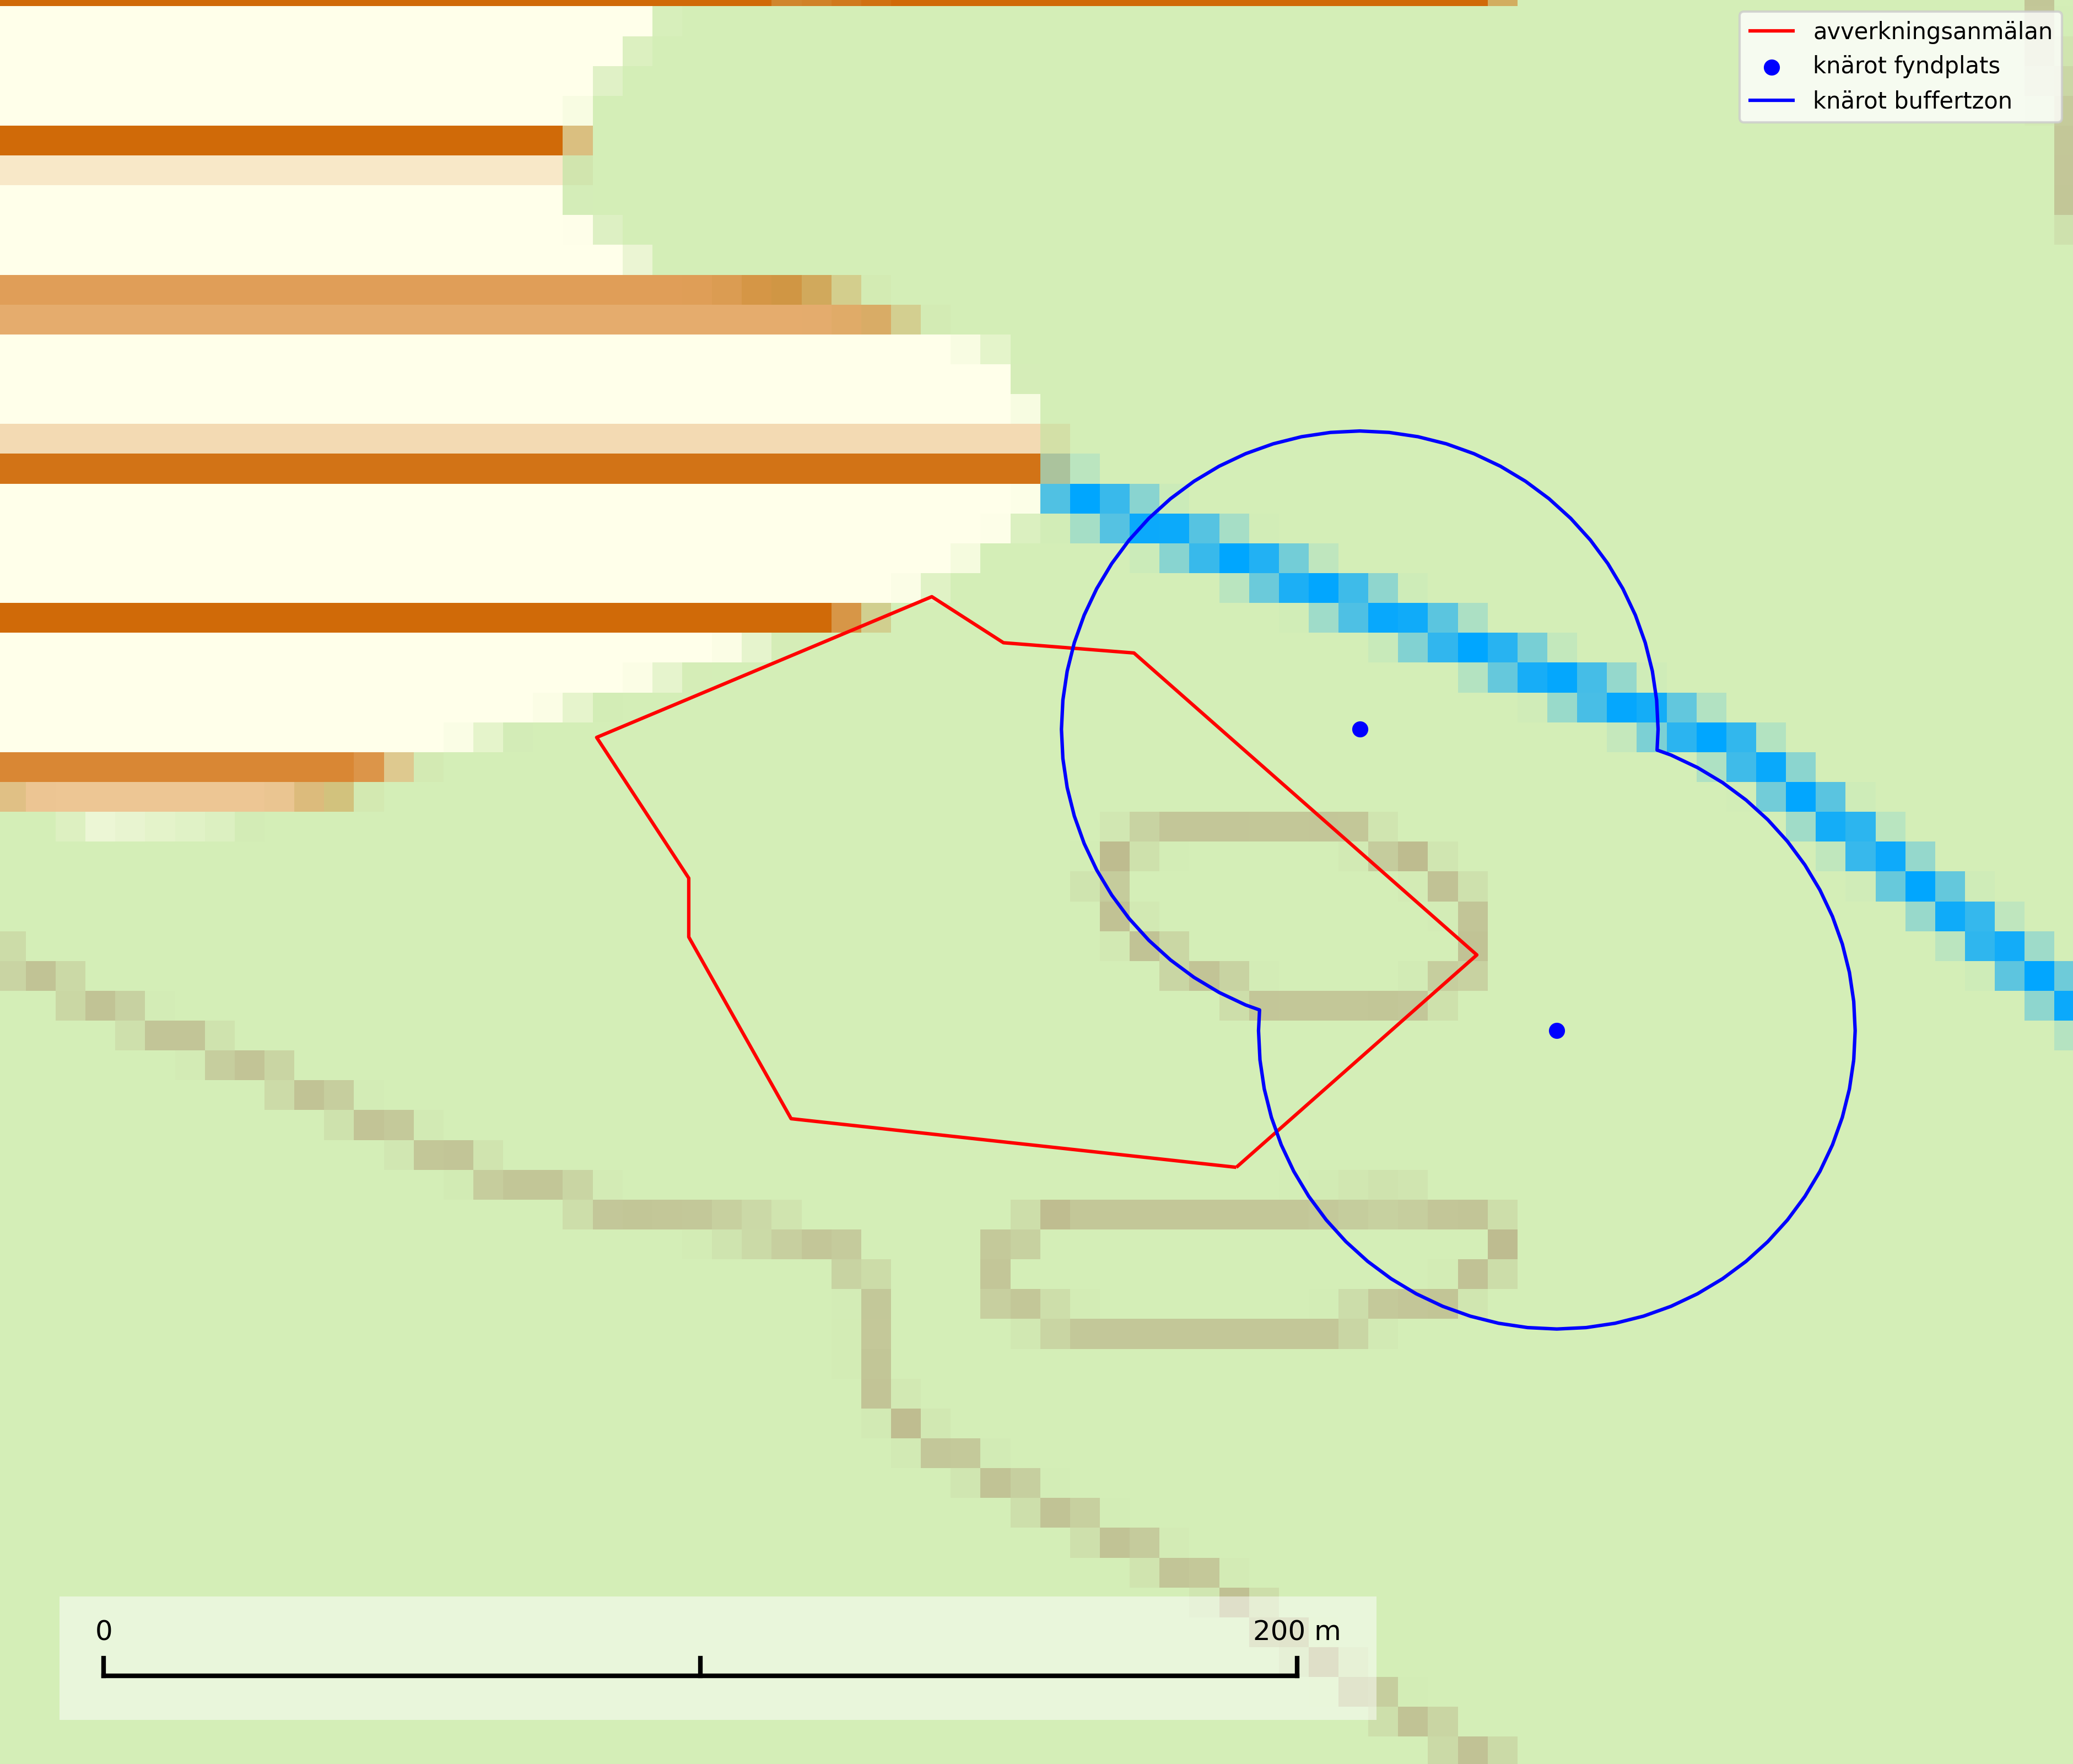 avverkningsanmälan
knärot fyndplats
knärot buffertzon
0
200 m